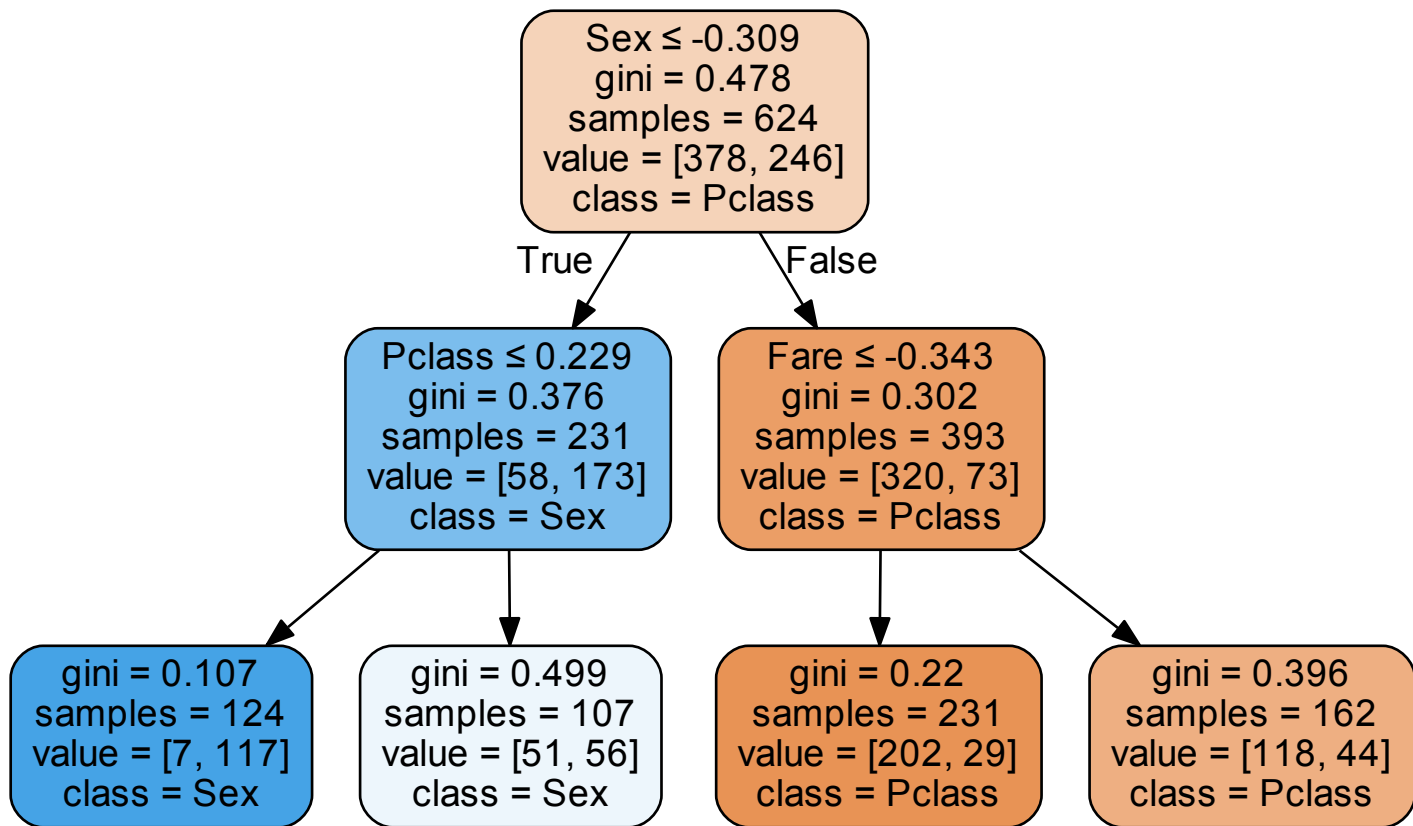 Sex ≤ -0.309
gini = 0.478
samples = 624
value = [378, 246]
class = Pclass
True
False
Pclass ≤ 0.229
gini = 0.376
samples = 231
value = [58, 173]
class = Sex
Fare ≤ -0.343
gini = 0.302
samples = 393
value = [320, 73]
class = Pclass
gini = 0.107
samples = 124
value = [7, 117]
class = Sex
gini = 0.499
samples = 107
value = [51, 56]
class = Sex
gini = 0.22
samples = 231
value = [202, 29]
class = Pclass
gini = 0.396
samples = 162
value = [118, 44]
class = Pclass